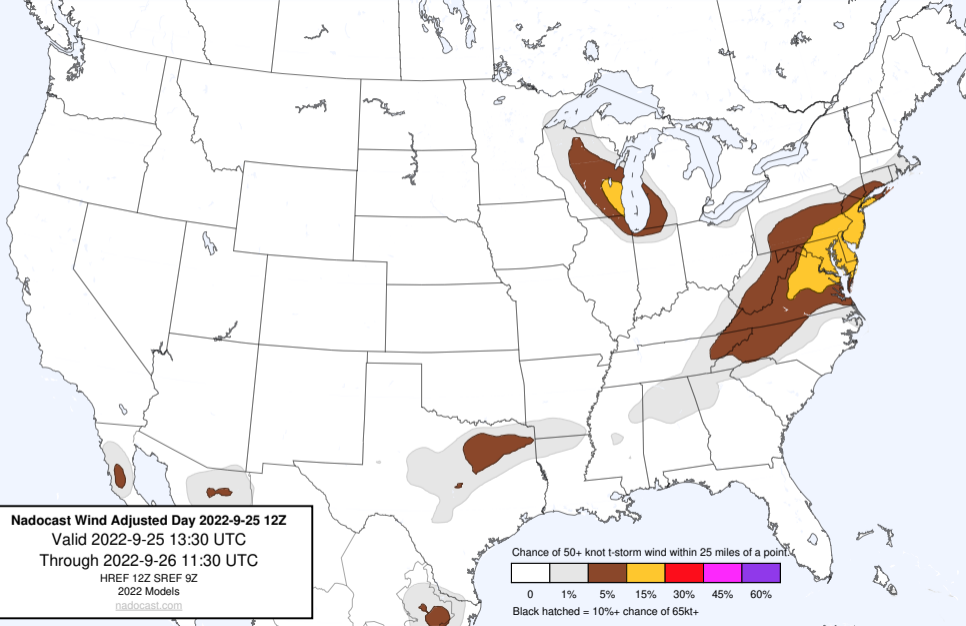 Nadocast Wind Adjusted Day 2022-9-25 12Z
Valid 2022-9-25 13:30 UTC
Through 2022-9-26 11:30 UTC
HREF 12Z SREF 9Z
2022 Models
nadocast.com
Chance of 50+ knot t-storm wind within 25 miles of a point.
0 1% 5% 15% 30% 45% 60%
Black hatched = 10%+ chance of 65kt+